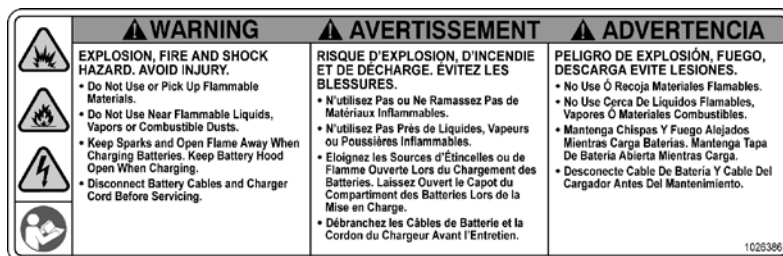 WARNING
EXPLOSION, FIRE AND SHOCK
HAZARD. AVOID INJURY.
• Do Not Use or Pick Up Flammable
Materials.
• Do Not Use Near Flammable Liquids,
Vapors or Combustible Dusts.
• Keep Sparks and Open Flame Away When
Charging Batteries. Keep Battery Hood
Open When Charging.
• Disconnect Battery Cables and Charger
Cord Before Servicing.
AVERTISSEMENT
RISQUE D'EXPLOSION, D'INCENDIE
ET DE DÉCHARGE. ÉVITEZ LES
BLESSURES.
• N'utilisez Pas ou Ne Ramassez Pas de
Matériaux Inflammables.
• N'utilisez Pas Près de Liquides, Vapeurs
ou Poussières Inflammables.
• Eloignez les Sources d'Étincelles ou de
Flamme Ouverte Lors du Chargement des
Batteries. Laissez Ouvert le Capot du
Compartiment des Batteries Lors de la
Mise en Charge.
• Débranchez les Câbles de Batterie et la
Cordon du Chargeur Avant l'Entretien.
ADVERTENCIA
PELIGRO DE EXPLOSIÓN, FUEGO,
DESCARGA EVITE LESIONES.
• No Use Ó Recoja Materiales Flamables.
• No Use Cerca De Liquidos Flamables,
Vapores Ó Materiales Combustibles.
• Mantenga Chispas Y Fuego Alejados
Mientras Carga Baterías. Mantenga Tapa
De Batería Abierta Mientras Carga.
• Desconecte Cable De Batería Y Cable Del
Cargador Antes Del Mantenimiento.
1026386